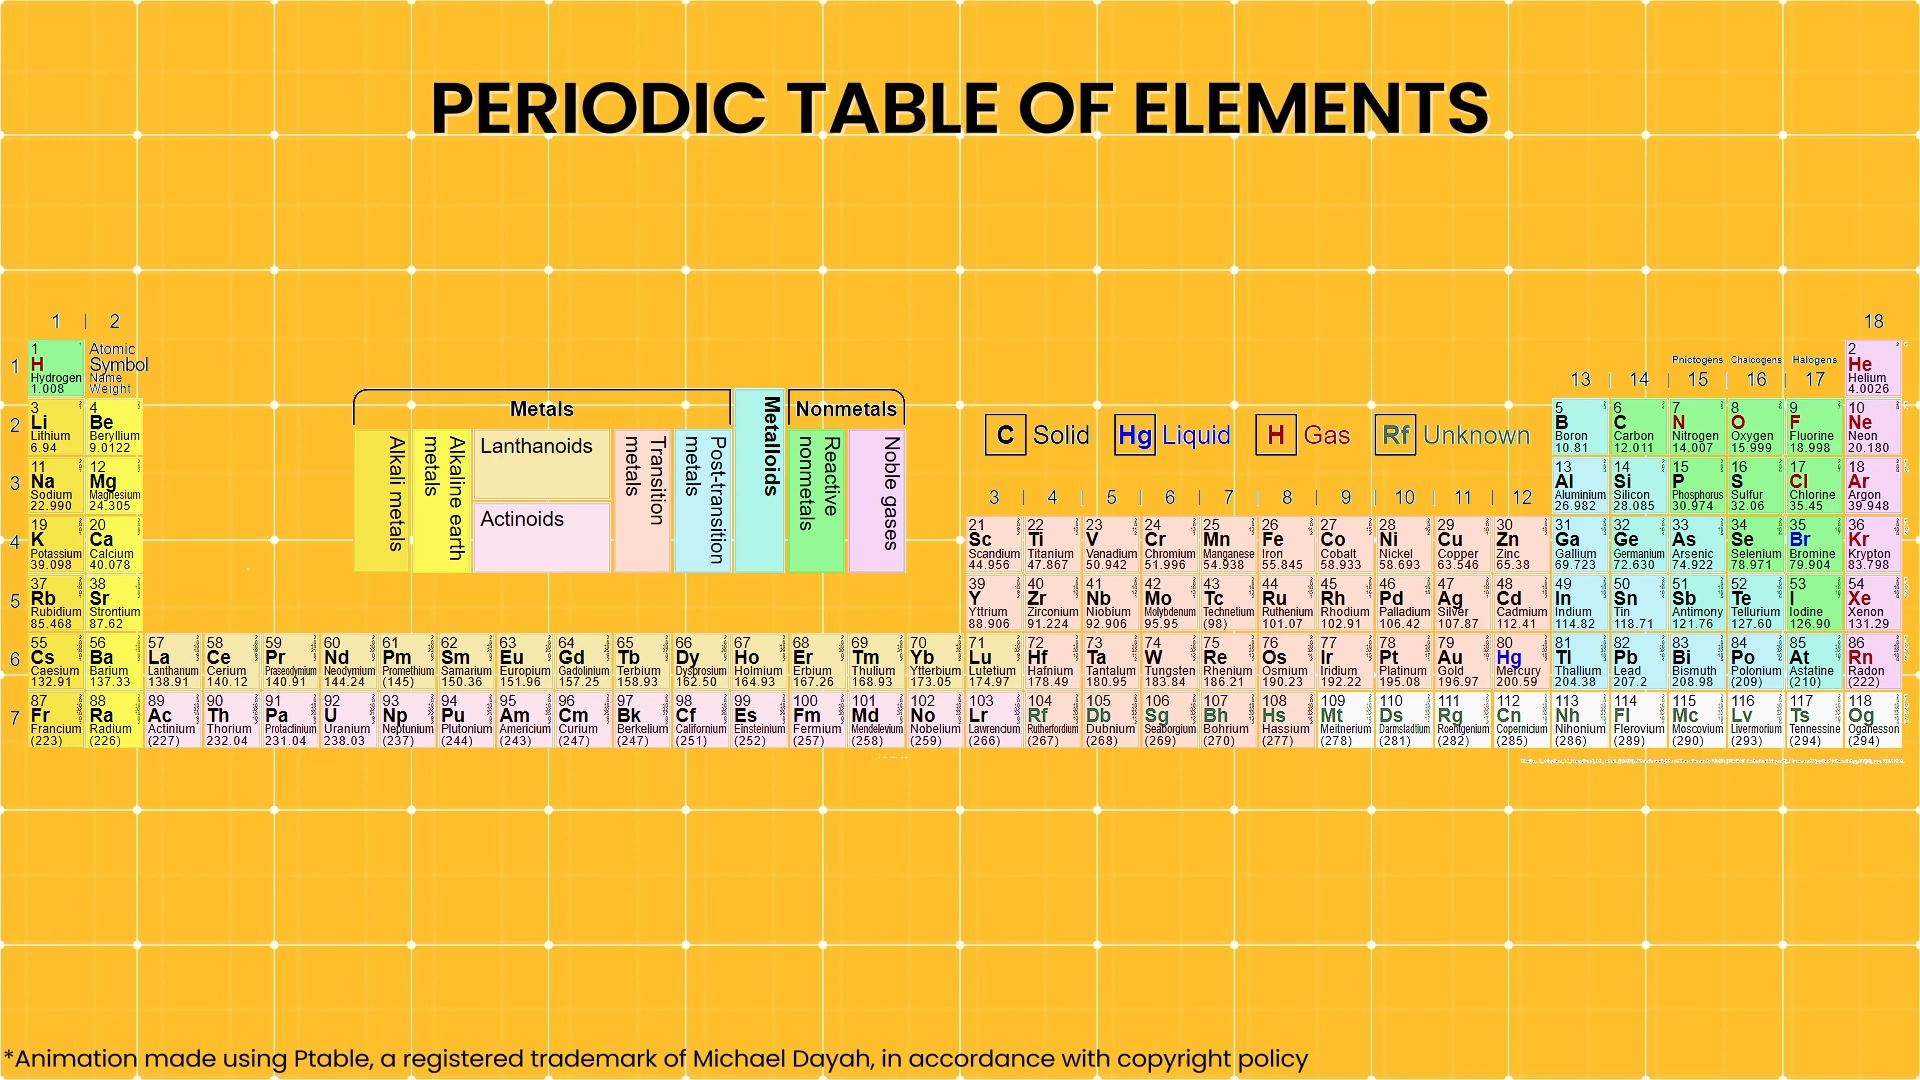 PERIODIC TABLE OF ELEMENTS
1 | 2 18
1 H Hydrogen 1.008 Atomic Symbol Name Weight Pnictogens Chalcogens Halogens 2 He Helium 4.0026
13 | 14 | 15 | 16 | 17
Metals Metalloids Nonmetals
Alkali metals
Alkaline earth metals
Lanthanoids
Actinoids
Transition metals
Post-transition metals
Reactive nonmetals
Noble gases
C Solid Hg Liquid H Gas Rf Unknown
2 3 Li Lithium 6.94 4 Be Beryllium 9.0122 5 B Boron 10.81 6 C Carbon 12.011 7 N Nitrogen 14.007 8 O Oxygen 15.999 9 F Fluorine 18.998 10 Ne Neon 20.180
3 11 Na Sodium 22.990 12 Mg Magnesium 24.305 13 Al Aluminium 26.982 14 Si Silicon 28.085 15 P Phosphorus 30.974 16 S Sulfur 32.06 17 Cl Chlorine 35.45 18 Ar Argon 39.948
3 | 4 | 5 | 6 | 7 | 8 | 9 | 10 | 11 | 12
4 19 K Potassium 39.098 20 Ca Calcium 40.078 21 Sc Scandium 44.956 22 Ti Titanium 47.867 23 V Vanadium 50.942 24 Cr Chromium 51.996 25 Mn Manganese 54.938 26 Fe Iron 55.845 27 Co Cobalt 58.933 28 Ni Nickel 58.693 29 Cu Copper 63.546 30 Zn Zinc 65.38 31 Ga Gallium 69.723 32 Ge Germanium 72.630 33 As Arsenic 74.922 34 Se Selenium 78.971 35 Br Bromine 79.904 36 Kr Krypton 83.798
5 37 Rb Rubidium 85.468 38 Sr Strontium 87.62 39 Y Yttrium 88.906 40 Zr Zirconium 91.224 41 Nb Niobium 92.906 42 Mo Molybdenum 95.95 43 Tc Technetium (98) 44 Ru Ruthenium 101.07 45 Rh Rhodium 102.91 46 Pd Palladium 106.42 47 Ag Silver 107.87 48 Cd Cadmium 112.41 49 In Indium 114.82 50 Sn Tin 118.71 51 Sb Antimony 121.76 52 Te Tellurium 127.60 53 I Iodine 126.90 54 Xe Xenon 131.29
6 55 Cs Caesium 132.91 56 Ba Barium 137.33 57 La Lanthanum 138.91 58 Ce Cerium 140.12 59 Pr Praseodymium 140.91 60 Nd Neodymium 144.24 61 Pm Promethium (145) 62 Sm Samarium 150.36 63 Eu Europium 151.96 64 Gd Gadolinium 157.25 65 Tb Terbium 158.93 66 Dy Dysprosium 162.50 67 Ho Holmium 164.93 68 Er Erbium 167.26 69 Tm Thulium 168.93 70 Yb Ytterbium 173.05 71 Lu Lutetium 174.97 72 Hf Hafnium 178.49 73 Ta Tantalum 180.95 74 W Tungsten 183.84 75 Re Rhenium 186.21 76 Os Osmium 190.23 77 Ir Iridium 192.22 78 Pt Platinum 195.08 79 Au Gold 196.97 80 Hg Mercury 200.59 81 Tl Thallium 204.38 82 Pb Lead 207.2 83 Bi Bismuth 208.98 84 Po Polonium (209) 85 At Astatine (210) 86 Rn Radon (222)
7 87 Fr Francium (223) 88 Ra Radium (226) 89 Ac Actinium (227) 90 Th Thorium 232.04 91 Pa Protactinium 231.04 92 U Uranium 238.03 93 Np Neptunium (237) 94 Pu Plutonium (244) 95 Am Americium (243) 96 Cm Curium (247) 97 Bk Berkelium (247) 98 Cf Californium (251) 99 Es Einsteinium (252) 100 Fm Fermium (257) 101 Md Mendelevium (258) 102 No Nobelium (259) 103 Lr Lawrencium (266) 104 Rf Rutherfordium (267) 105 Db Dubnium (268) 106 Sg Seaborgium (269) 107 Bh Bohrium (270) 108 Hs Hassium (277) 109 Mt Meitnerium (278) 110 Ds Darmstadtium (281) 111 Rg Roentgenium (282) 112 Cn Copernicium (285) 113 Nh Nihonium (286) 114 Fl Flerovium (289) 115 Mc Moscovium (290) 116 Lv Livermorium (293) 117 Ts Tennessine (294) 118 Og Oganesson (294)
*Animation made using Ptable, a registered trademark of Michael Dayah, in accordance with copyright policy